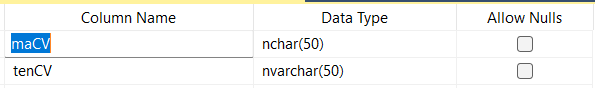 Column Name Data Type Allow Nulls
maCV nchar(50)
tenCV nvarchar(50)